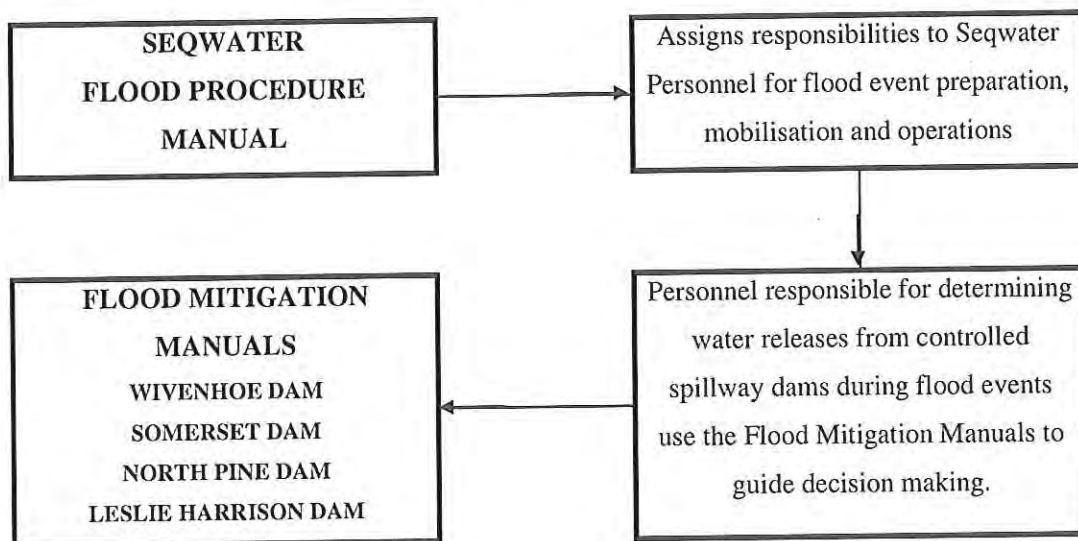 SEQWATER
FLOOD PROCEDURE
MANUAL
Assigns responsibilities to Seqwater
Personnel for flood event preparation,
mobilisation and operations
Personnel responsible for determining
water releases from controlled
spillway dams during flood events
use the Flood Mitigation Manuals to
guide decision making.
FLOOD MITIGATION
MANUALS
WIVENHOE DAM
SOMERSET DAM
NORTH PINE DAM
LESLIE HARRISON DAM